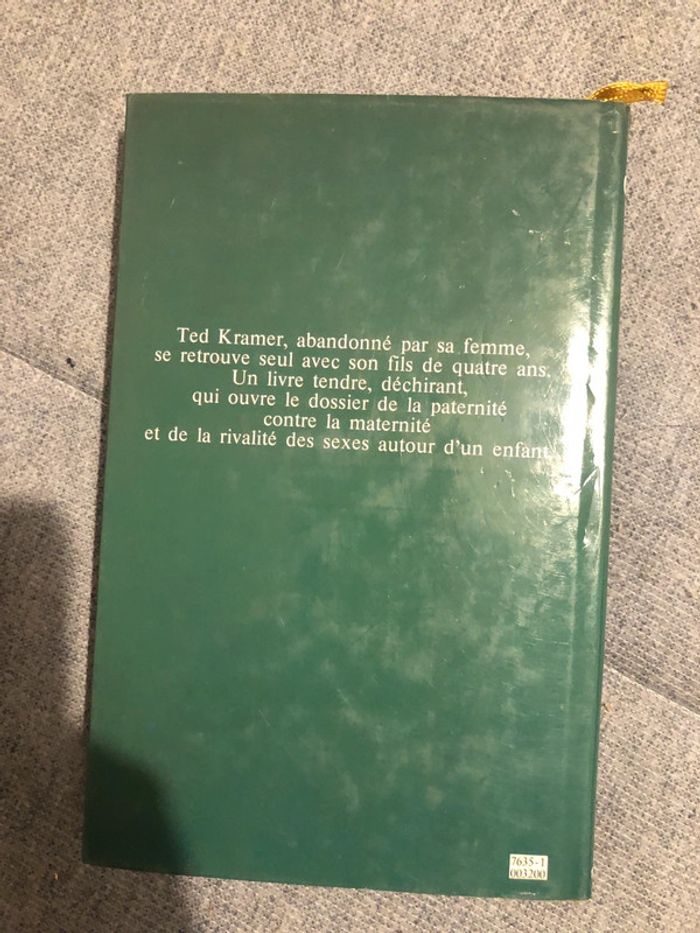 Ted Kramer, abandonné par sa femme,
se retrouve seul avec son fils de quatre ans.
Un livre tendre, déchirant,
qui ouvre le dossier de la paternité
contre la maternité
et de la rivalité des sexes autour d'un enfant.
7635-1
003200